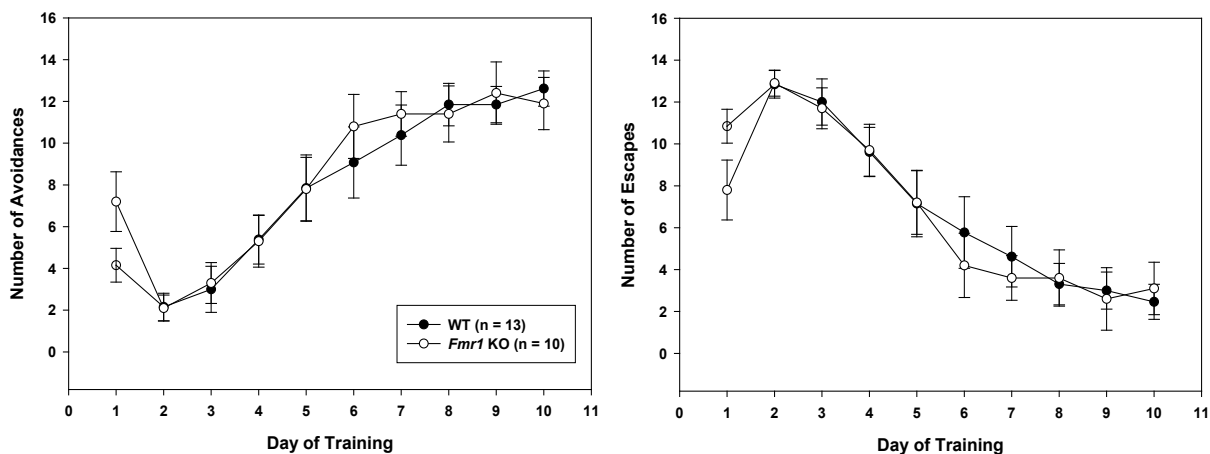 16
14
12
10
8
6
4
2
0
Number of Avoidances
WT (n = 13)
Fmr1 KO (n = 10)
0 1 2 3 4 5 6 7 8 9 10 11
Day of Training
16
14
12
10
8
6
4
2
0
Number of Escapes
0 1 2 3 4 5 6 7 8 9 10 11
Day of Training